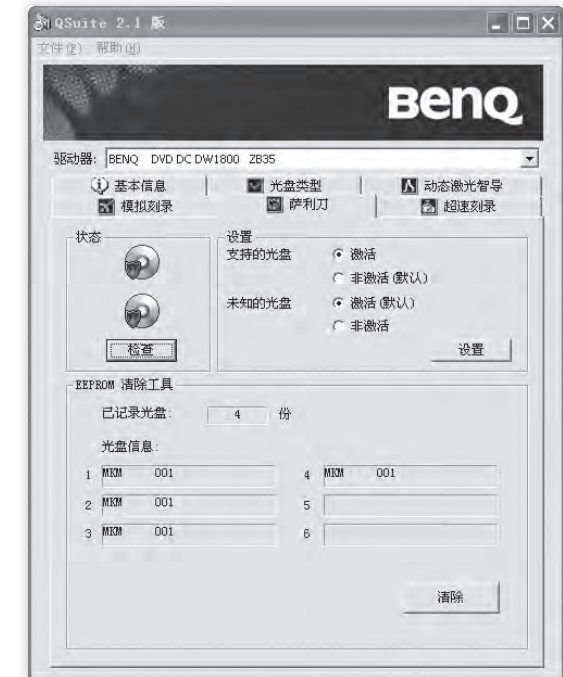 QSuite 2.1 版
文件(F) 帮助(H)
BenQ
驱动器: BENQ DVD DC DW1800 ZB35
基本信息 光盘类型 动态激光智导
模拟刻录 萨利刀 超速刻录
状态 设置
支持的光盘 激活
非激活(默认)
未知的光盘 激活(默认)
非激活
检查 设置
EEPROM 清除工具
已记录光盘: 4 份
光盘信息:
1 MKM 001 4 MKM 001
2 MKM 001 5
3 MKM 001 6
清除